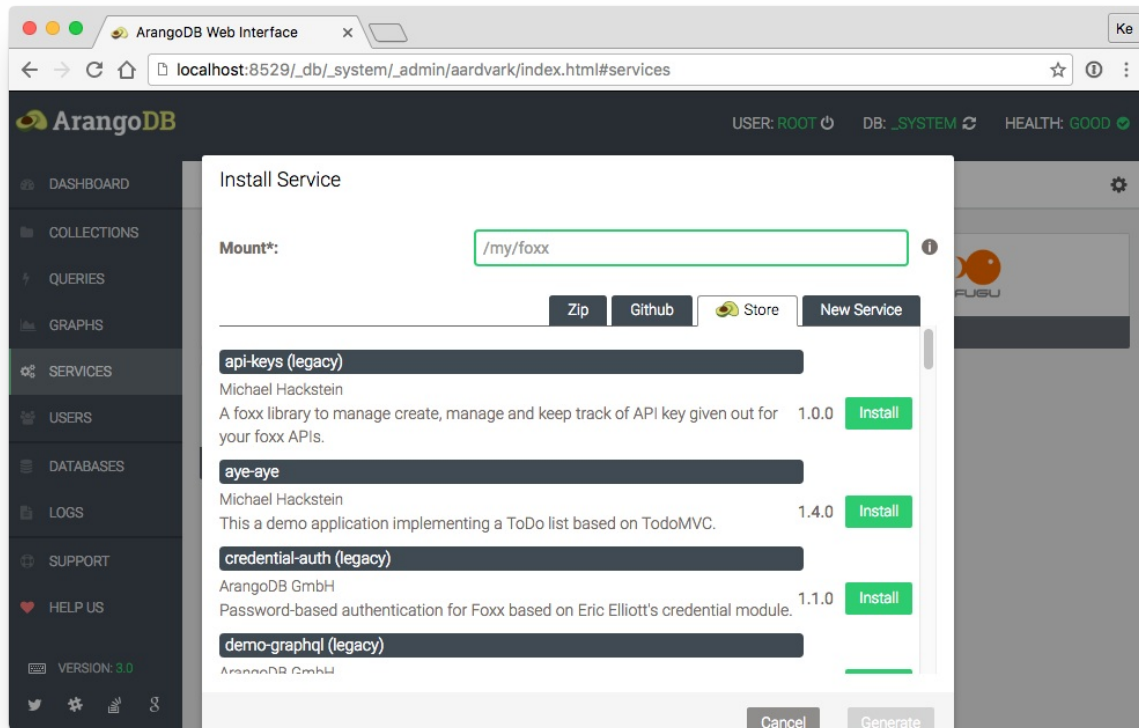 ArangoDB Web Interface
Ke
localhost:8529/_db/_system/_admin/aardvark/index.html#services
ArangoDB
USER: ROOT DB: _SYSTEM HEALTH: GOOD
DASHBOARD
COLLECTIONS
QUERIES
GRAPHS
SERVICES
USERS
DATABASES
LOGS
SUPPORT
HELP US
VERSION: 3.0
Install Service
Mount*: /my/foxx
Zip Github Store New Service
api-keys (legacy)
Michael Hackstein
A foxx library to manage create, manage and keep track of API key given out for
your foxx APIs.
1.0.0 Install
aye-aye
Michael Hackstein
This a demo application implementing a ToDo list based on TodoMVC.
1.4.0 Install
credential-auth (legacy)
ArangoDB GmbH
Password-based authentication for Foxx based on Eric Elliott's credential module.
1.1.0 Install
demo-graphql (legacy)
ArangoDB GmbH
Cancel Generate
FUGU